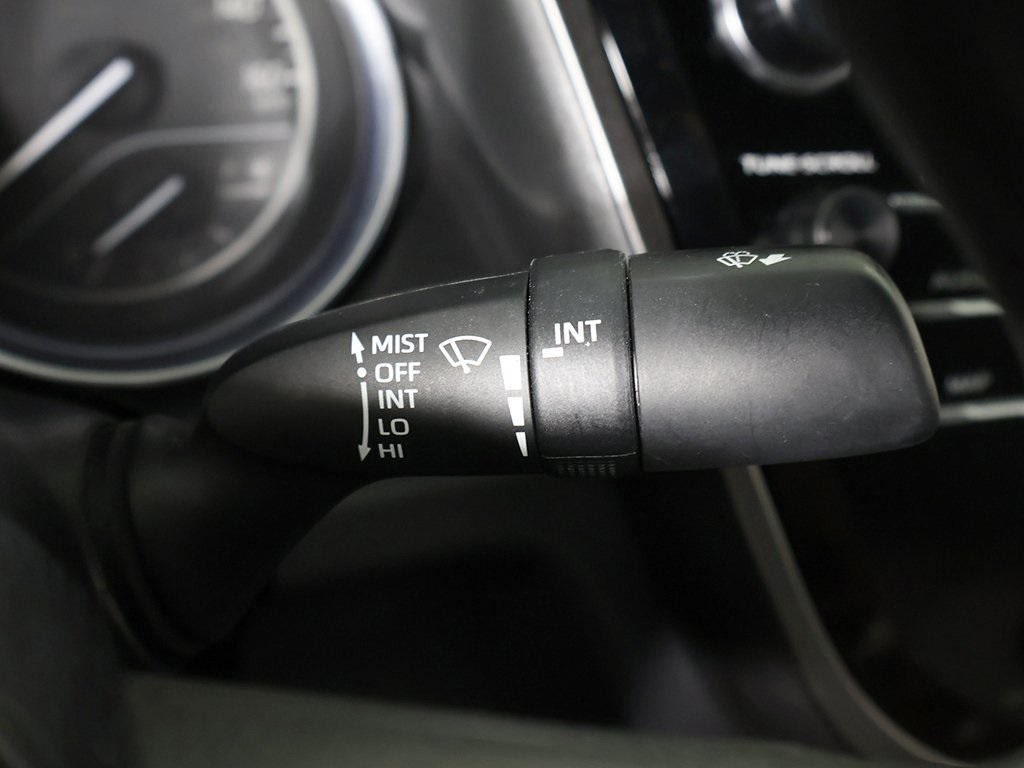 MIST
OFF
INT
LO
HI
INT
TUNE·SCROLL